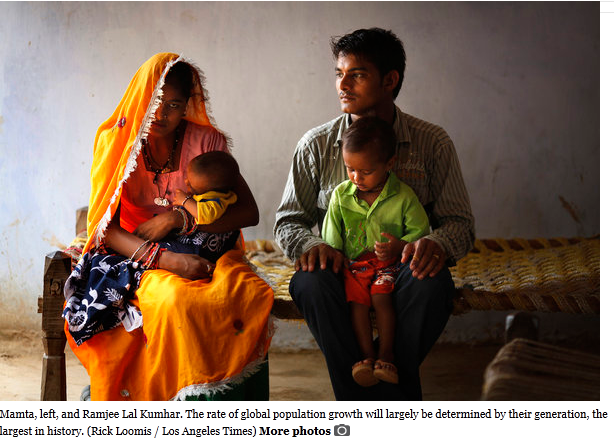 Mamta, left, and Ramjee Lal Kumhar. The rate of global population growth will largely be determined by their generation, the
largest in history. (Rick Loomis / Los Angeles Times) More photos